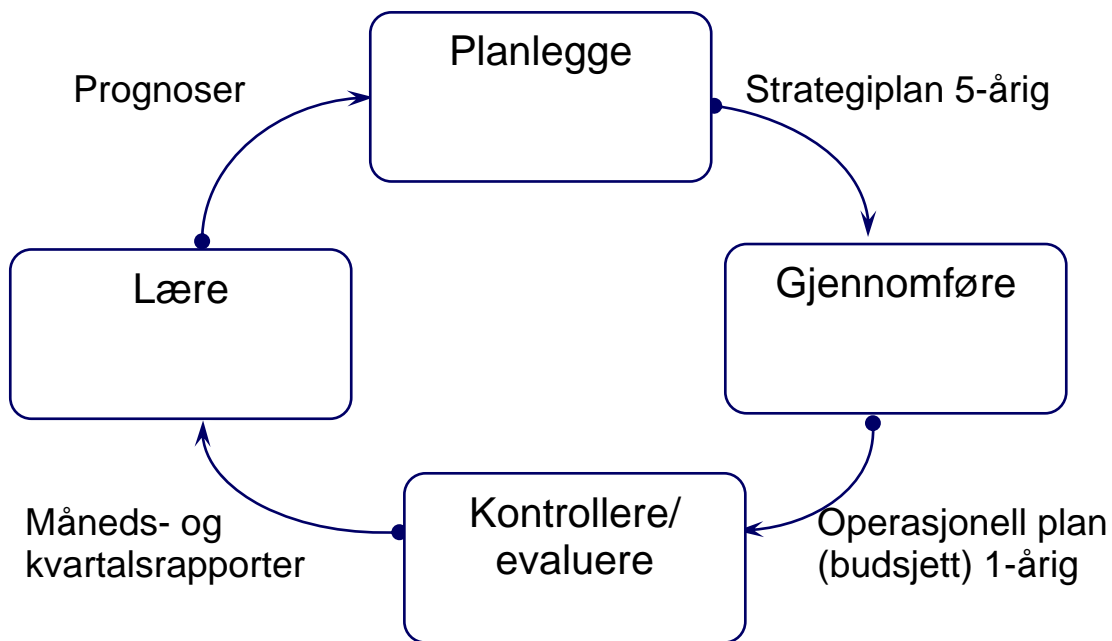 Planlegge
Prognoser
Strategiplan 5-årig
Lære
Gjennomføre
Kontrollere/
evaluere
Måneds- og
kvartalsrapporter
Operasjonell plan
(budsjett) 1-årig